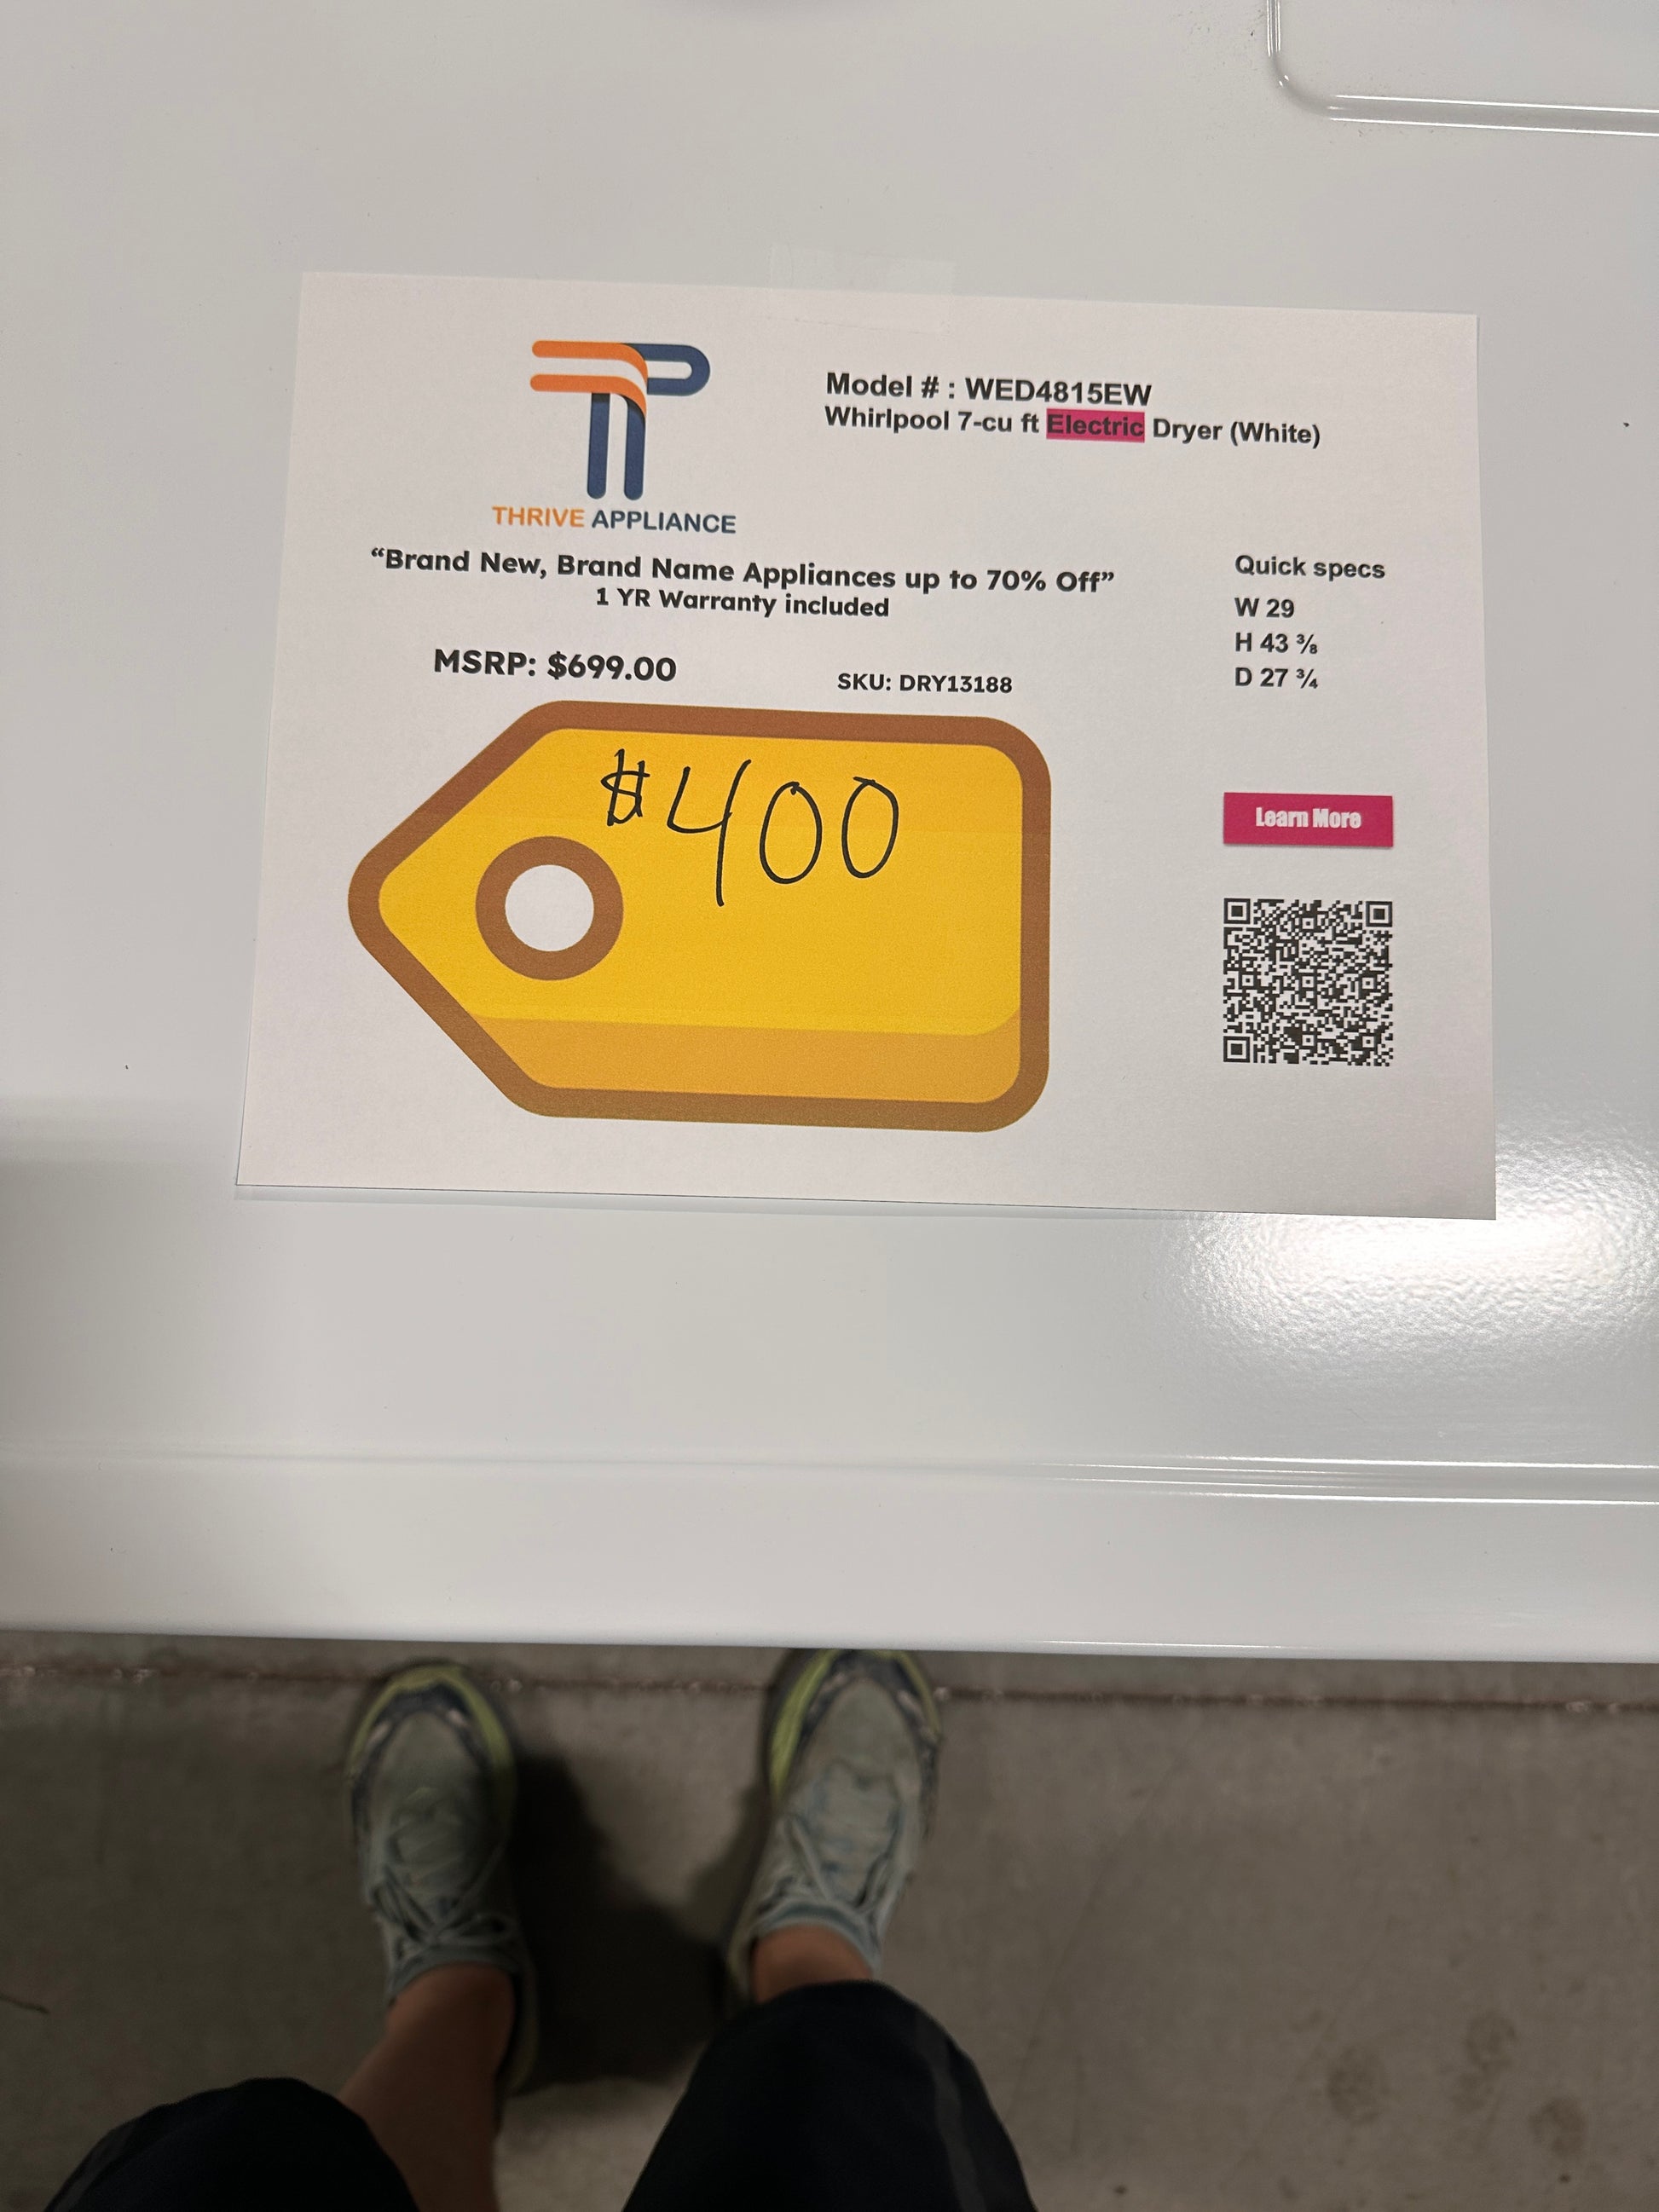 Model # : WED4815EW
Whirlpool 7-cu ft Electric Dryer (White)
THRIVE APPLIANCE
“Brand New, Brand Name Appliances up to 70% Off”
1 YR Warranty included
MSRP: $699.00
SKU: DRY13188
Quick specs
W 29
H 43 ⅜
D 27 ¾
$400
Learn More